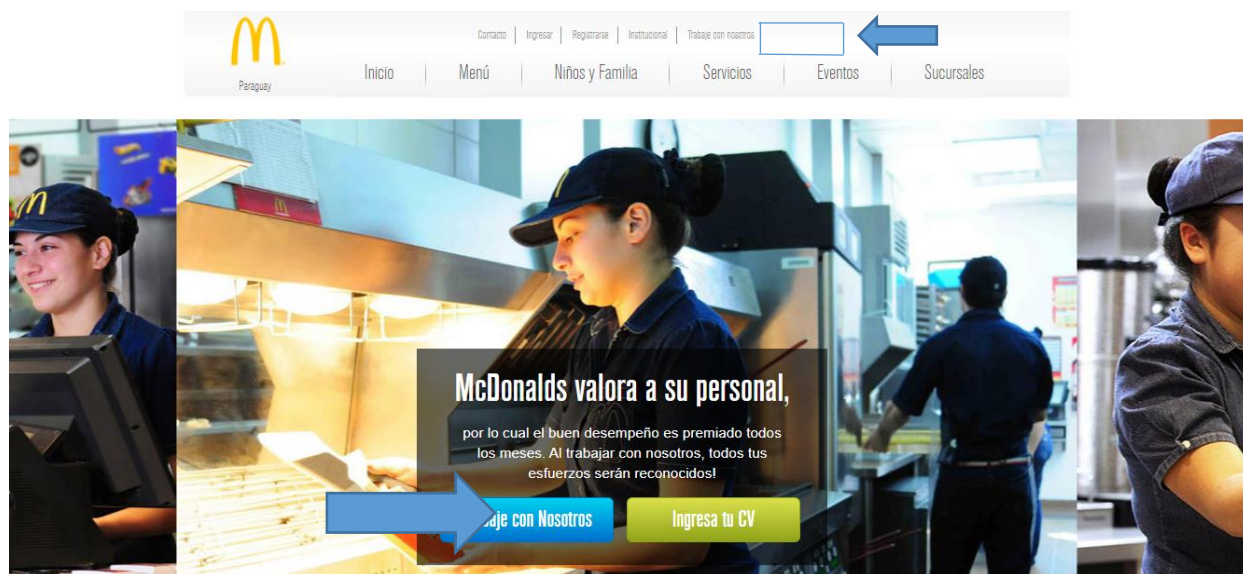 Contacto | Ingresar | Registrarse | Institucional | Trabaje con nosotros
Inicio | Menú | Niños y Familia | Servicios | Eventos | Sucursales
Paraguay
McDonalds valora a su personal,
por lo cual el buen desempeño es premiado todos
los meses. Al trabajar con nosotros, todos tus
esfuerzos serán reconocidos!
aje con Nosotros
Ingresa tu CV